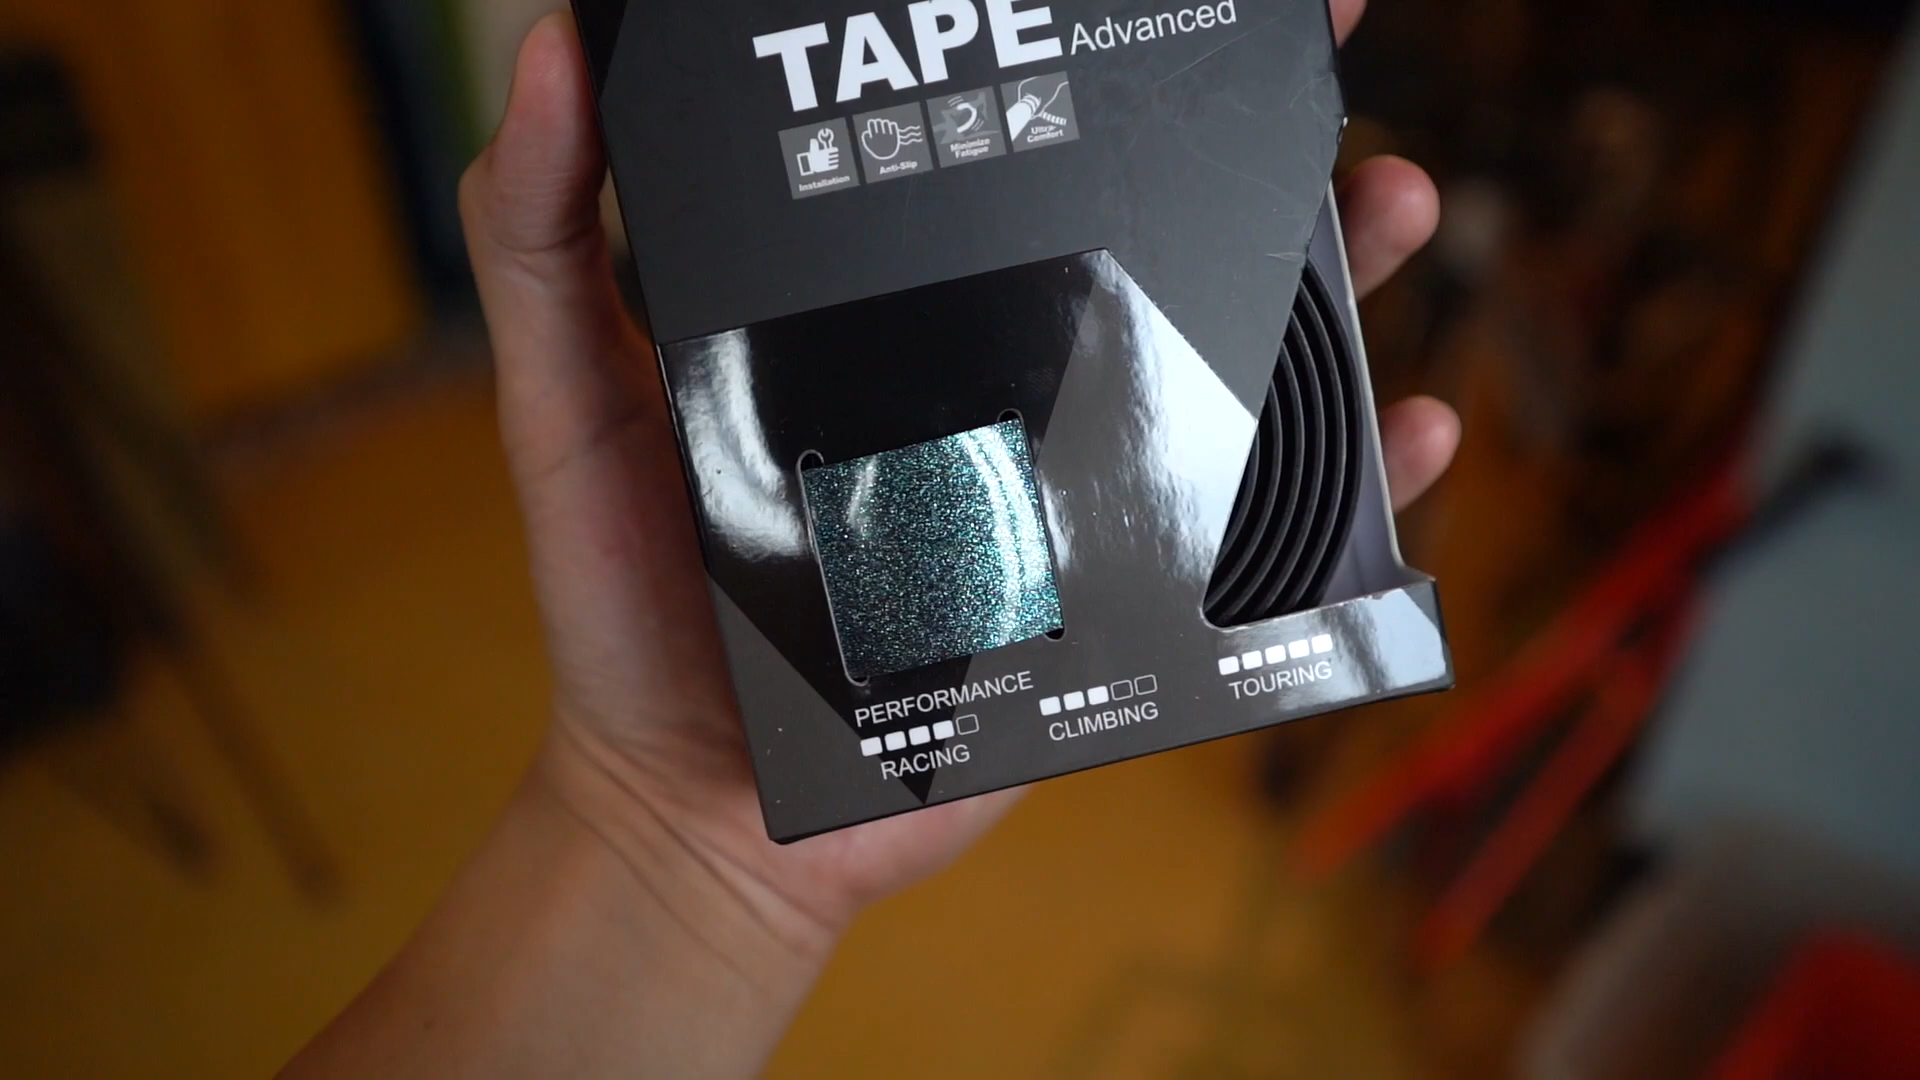 TAPE Advanced
Installation
Anti-Slip
Minimize
Fatigue
Ultra-
Comfort
PERFORMANCE
RACING
CLIMBING
TOURING